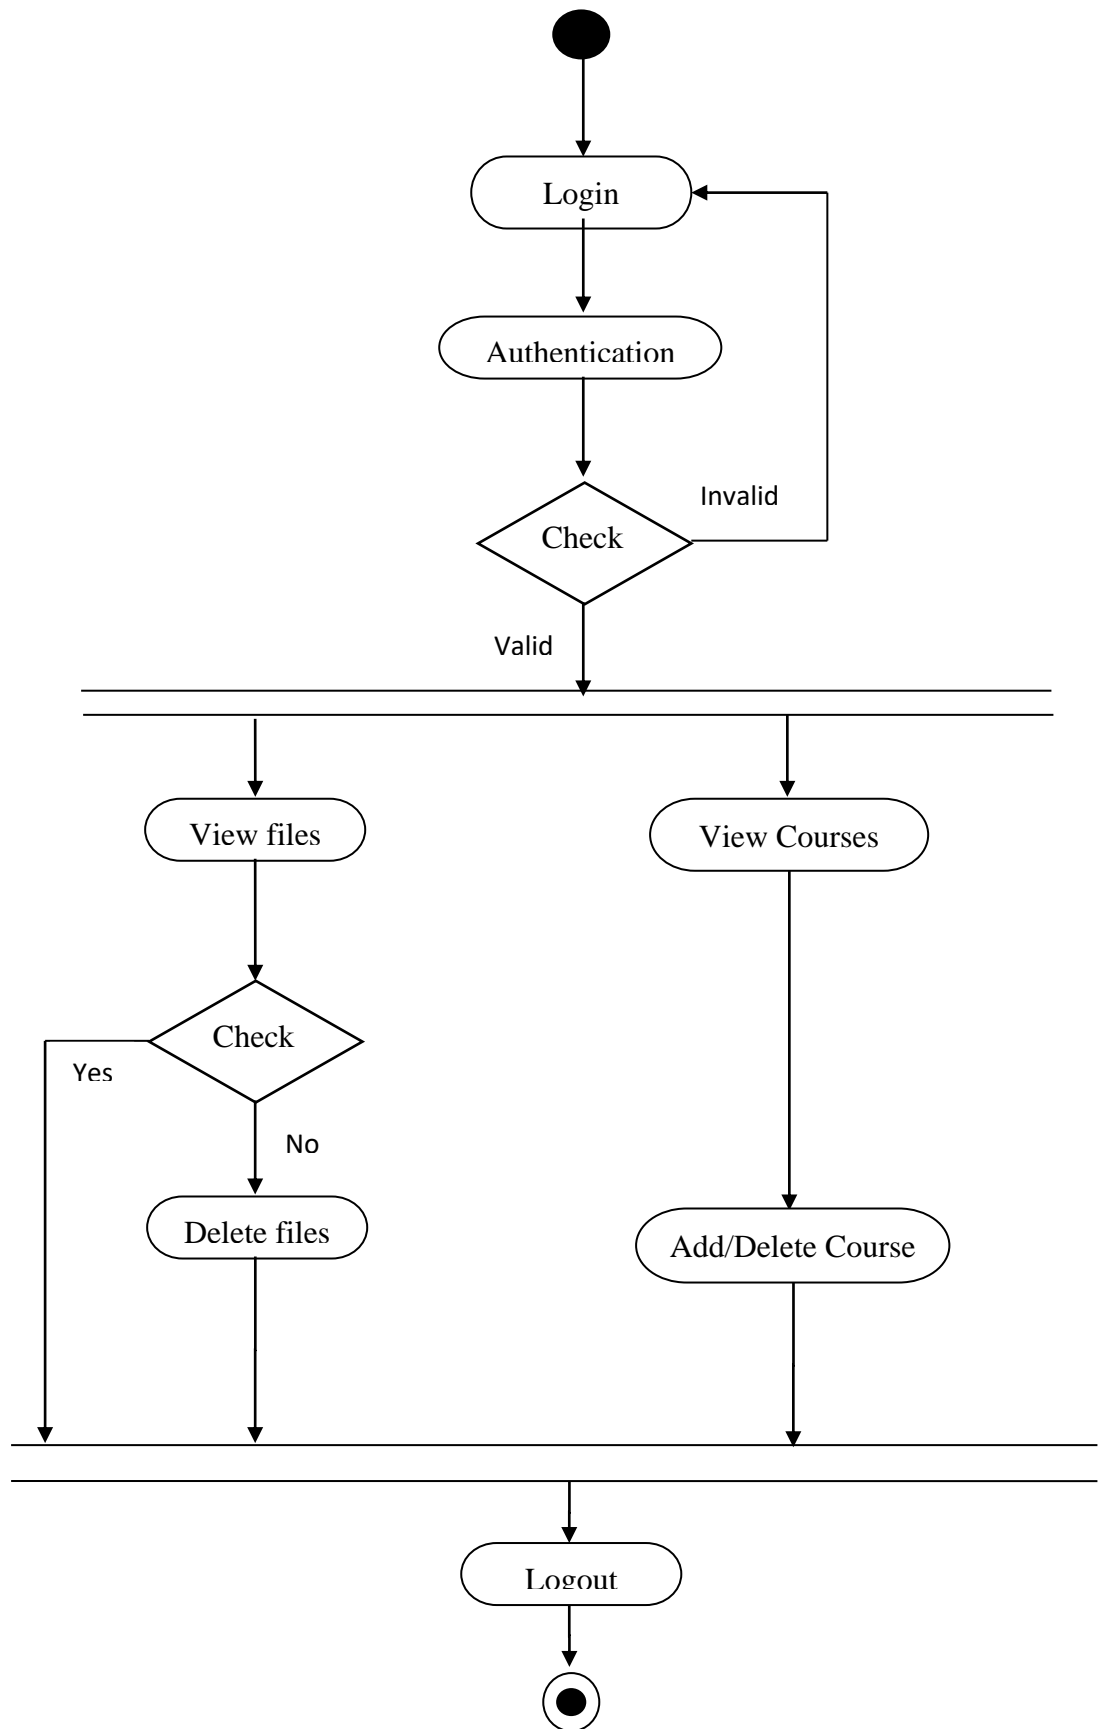 Login
Authentication
Check
Invalid
Valid
View files
View Courses
Check
Yes
No
Delete files
Add/Delete Course
Logout